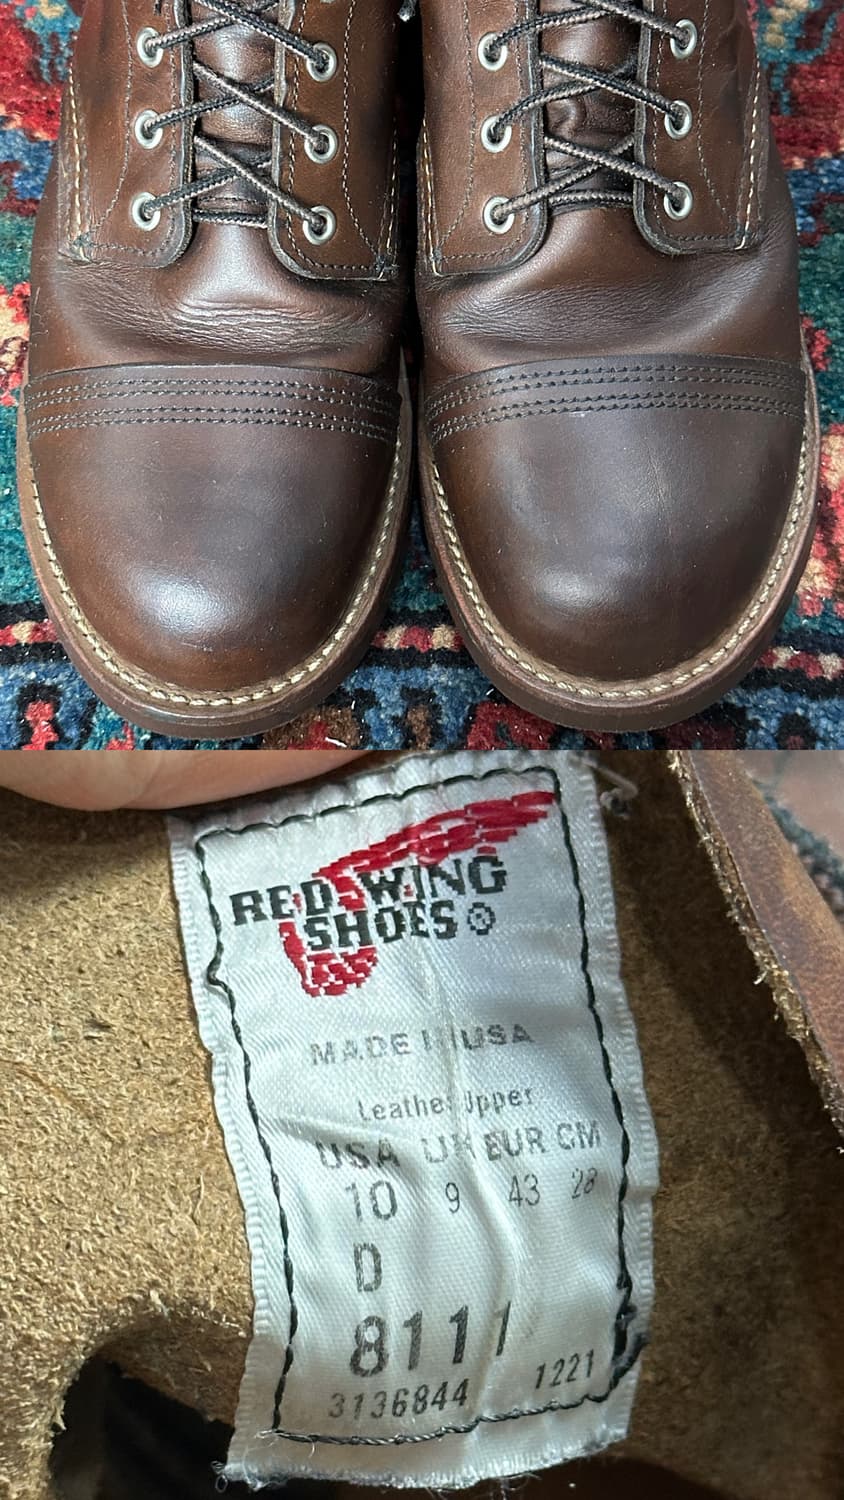 RED WING
SHOES ®
MADE IN USA
Leather Upper
USA UK EUR CM
10 9 43 28
D
8111
3136844 1221